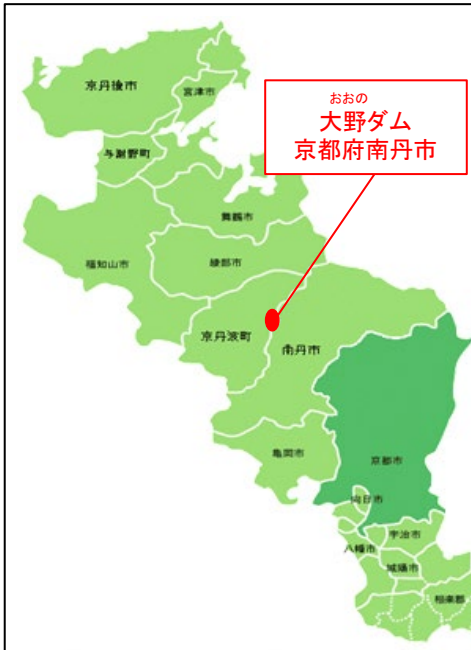 京丹後市
宮津市
おおの
大野ダム
京都府南丹市
与謝野町
舞鶴市
福知山市
綾部市
京丹波町
南丹市
亀岡市
京都市
向日市
八幡市
宇治市
城陽市
相楽郡